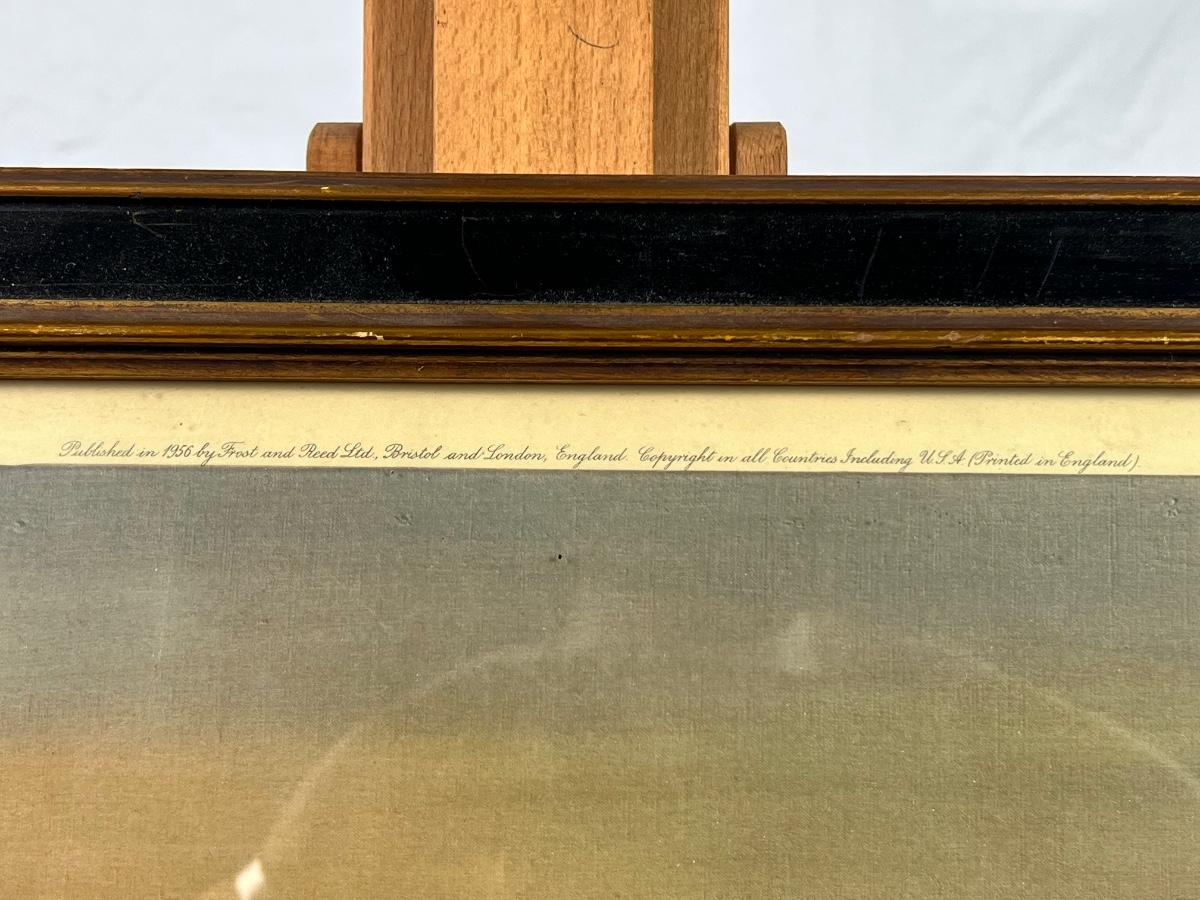 Published in 1956 by Frost and Reed Ltd., Bristol and London, England. Copyright in all Countries Including U.S.A. (Printed in England).